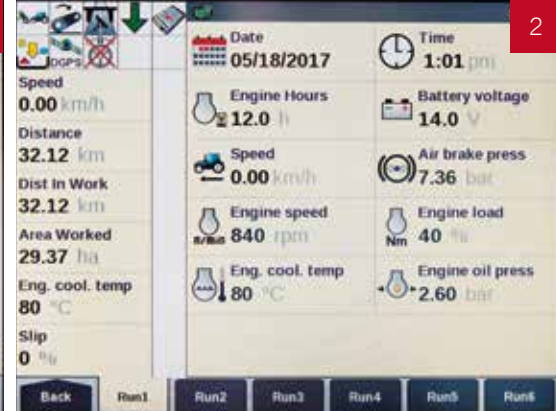 2
DGPS
Speed
0.00 km/h
Distance
32.12 km
Dist In Work
32.12 km
Area Worked
29.37 ha
Eng. cool. temp
80 °C
Slip
0 %
Date
05/18/2017
Time
1:01 pm
Engine Hours
12.0 h
Battery voltage
14.0 V
Speed
0.00 km/h
Air brake press
7.36 bar
Engine speed
840 rpm
Engine load
Nm
40 %
Eng. cool. temp
80 °C
Engine oil press
2.60 bar
Back
Run1
Run2
Run3
Run4
Run5
Run6